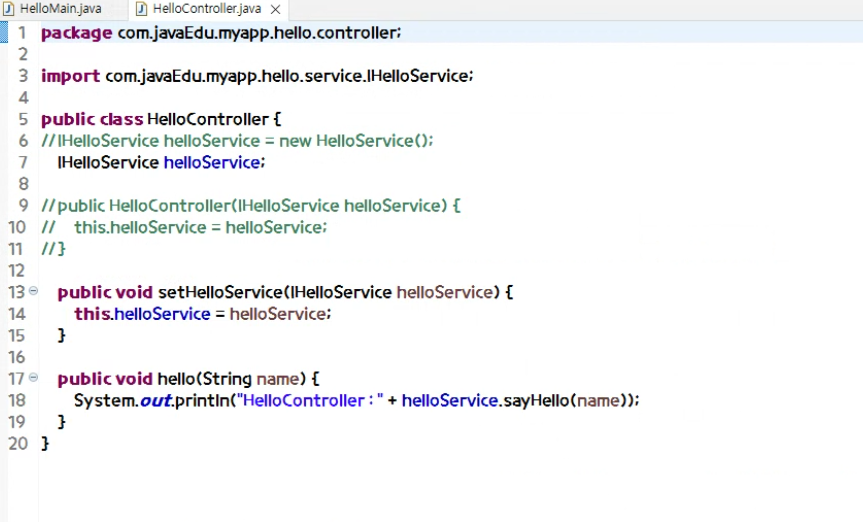 HelloMain.java HelloController.java
1 package com.javaEdu.myapp.hello.controller;
2
3 import com.javaEdu.myapp.hello.service.IHelloService;
4
5 public class HelloController {
6 //IHelloService helloService = new HelloService();
7 IHelloService helloService;
8
9 //public HelloController(IHelloService helloService) {
10 // this.helloService = helloService;
11 //}
12
13 public void setHelloService(IHelloService helloService) {
14 this.helloService = helloService;
15 }
16
17 public void hello(String name) {
18 System.out.println("HelloController : " + helloService.sayHello(name));
19 }
20 }